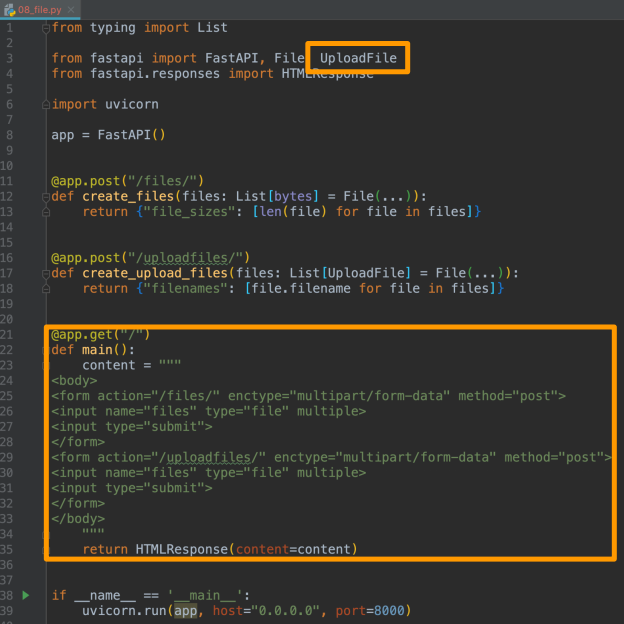 08_file.py
1 from typing import List
2
3 from fastapi import FastAPI, File UploadFile
4 from fastapi.responses import HTMLResponse
5
6 import uvicorn
7
8 app = FastAPI()
9
10
11 @app.post("/files/")
12 def create_files(files: List[bytes] = File(...)):
13     return {"file_sizes": [len(file) for file in files]}
14
15
16 @app.post("/uploadfiles/")
17 def create_upload_files(files: List[UploadFile] = File(...)):
18     return {"filenames": [file.filename for file in files]}
19
20
21 @app.get("/")
22 def main():
23     content = """
24 <body>
25 <form action="/files/" enctype="multipart/form-data" method="post">
26 <input name="files" type="file" multiple>
27 <input type="submit">
28 </form>
29 <form action="/uploadfiles/" enctype="multipart/form-data" method="post">
30 <input name="files" type="file" multiple>
31 <input type="submit">
32 </form>
33 </body>
34     """
35     return HTMLResponse(content=content)
36
37
38 if __name__ == '__main__':
39     uvicorn.run(app, host="0.0.0.0", port=8000)